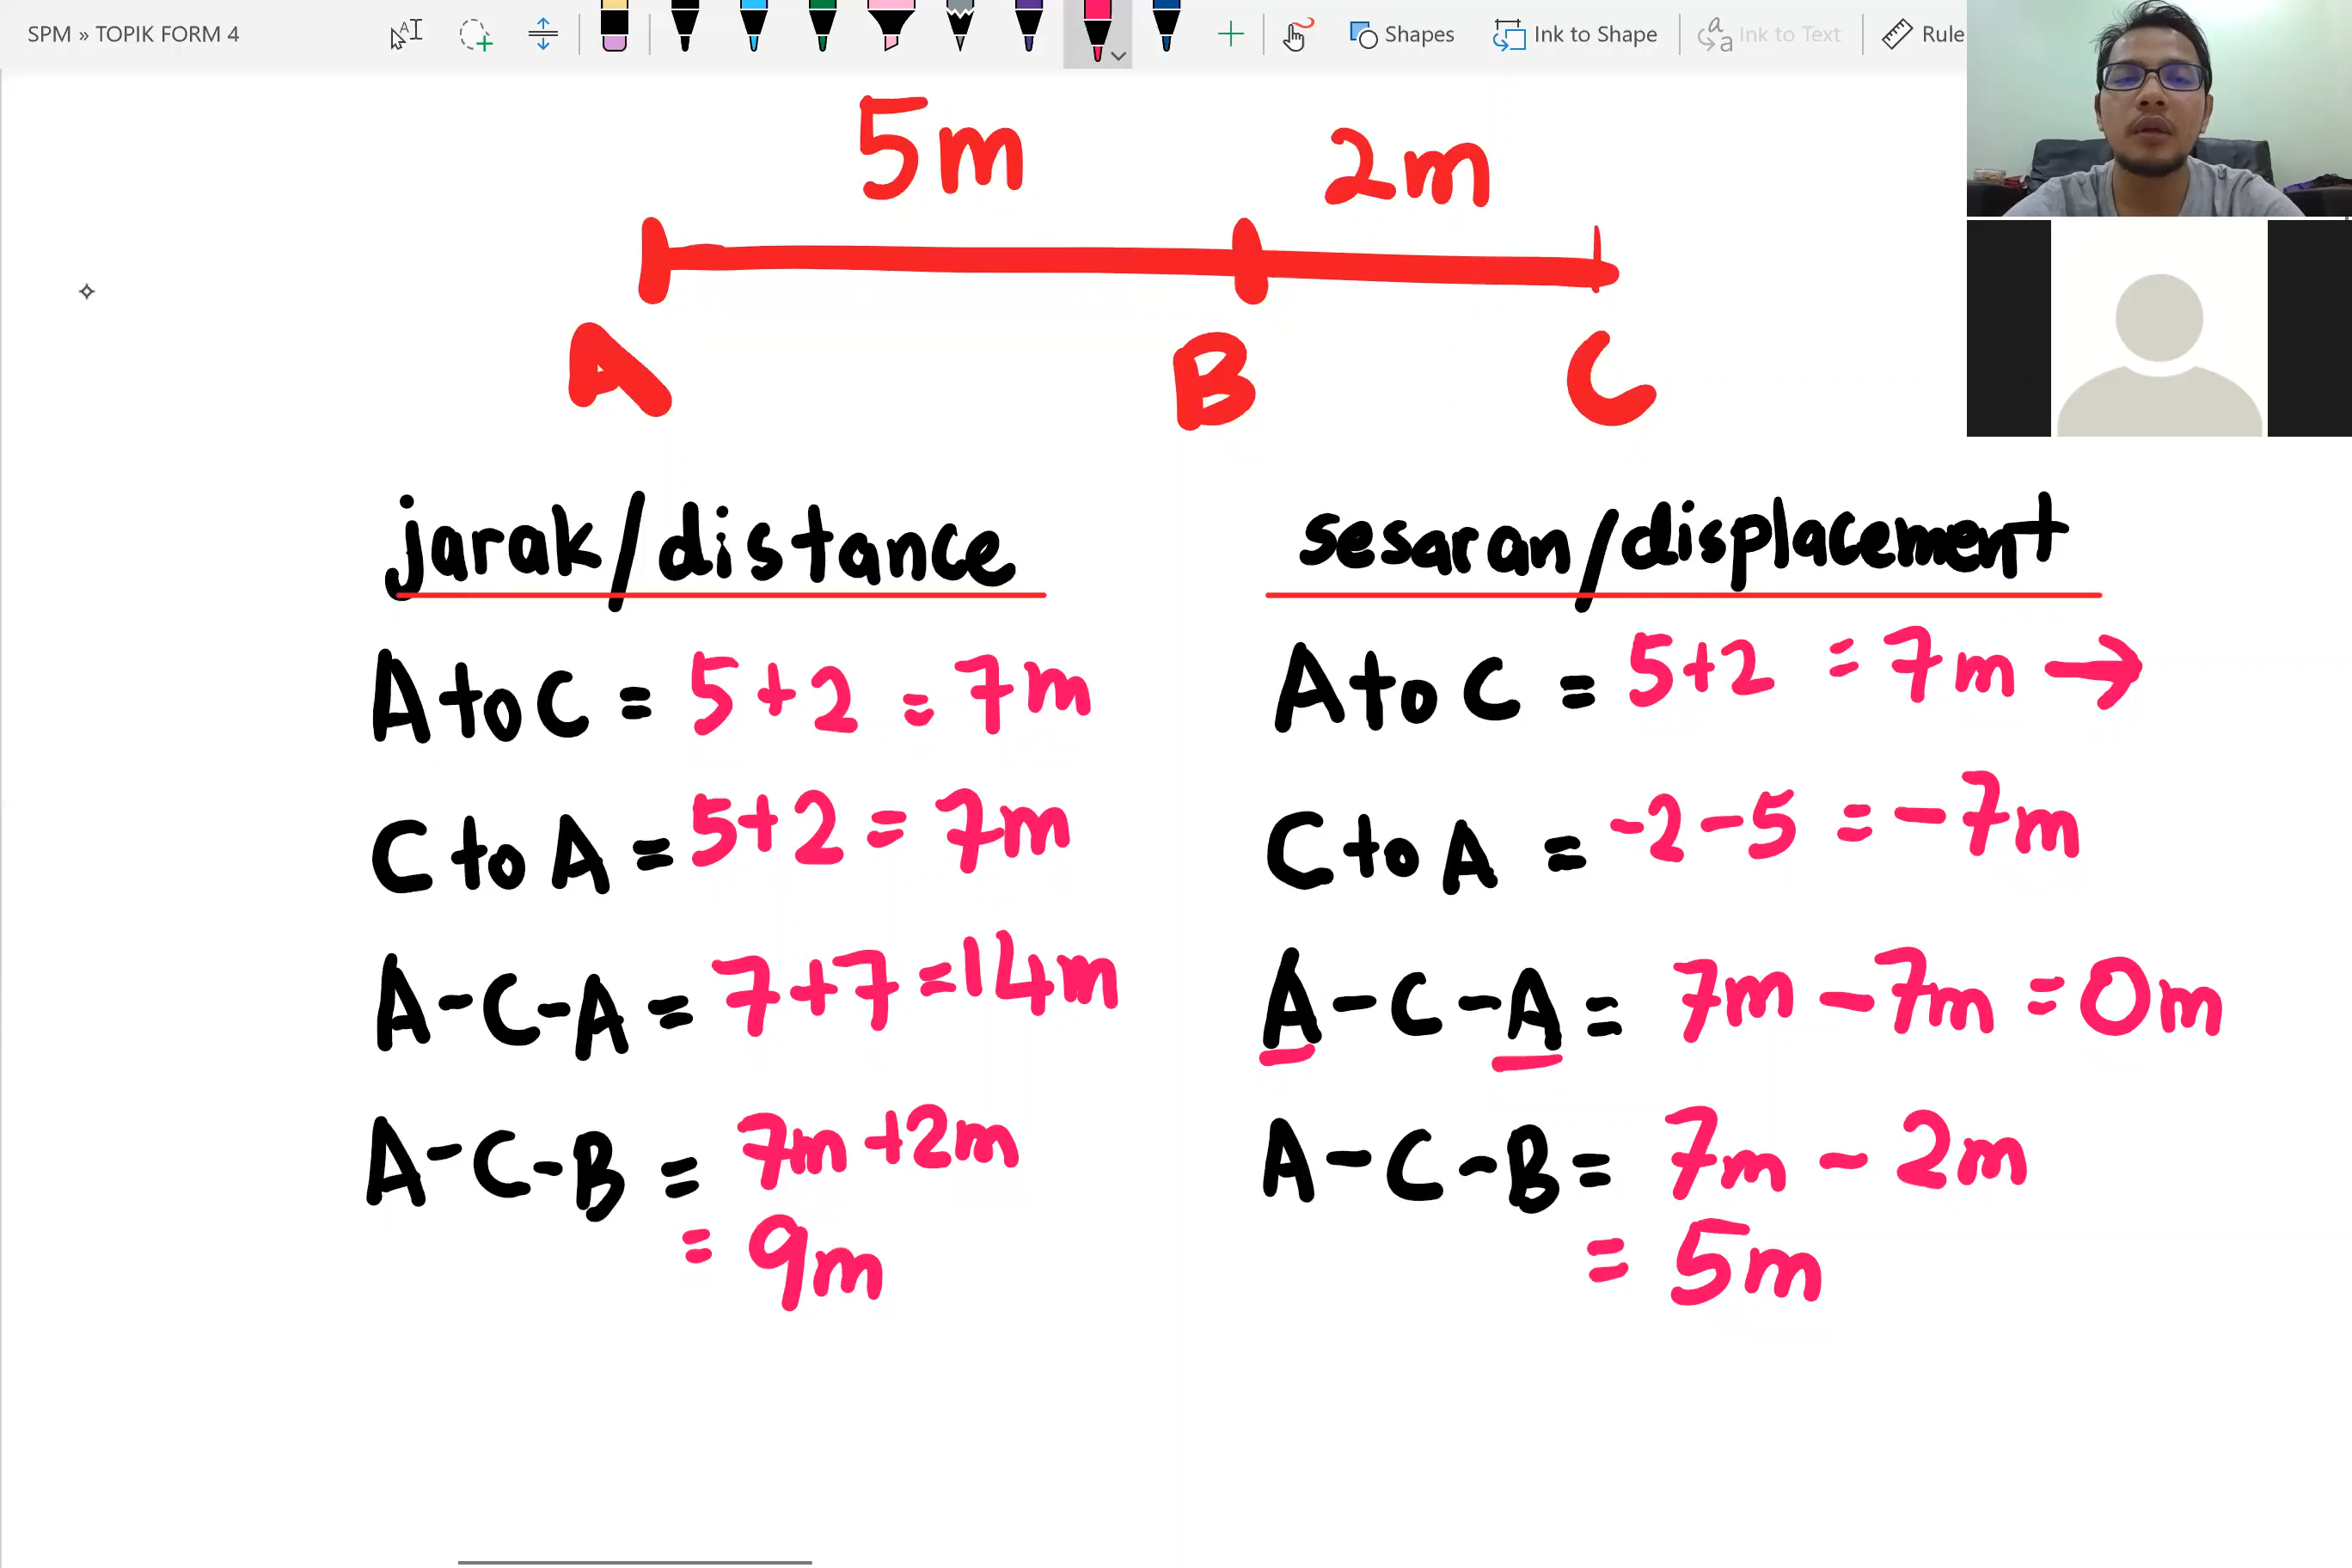 SPM » TOPIK FORM 4
Shapes
Ink to Shape
Ink to Text
Rule
5m
2m
A
B
C
jarak/distance
A to C = 5+2 = 7m
C to A = 5+2 = 7m
A-C-A = 7+7=14m
A-C-B = 7m +2m
= 9m
sesaran/displacement
A to C = 5+2 = 7m →
C to A = -2-5 = -7m
A-C-A = 7m - 7m = 0m
A-C-B = 7m - 2m
= 5m